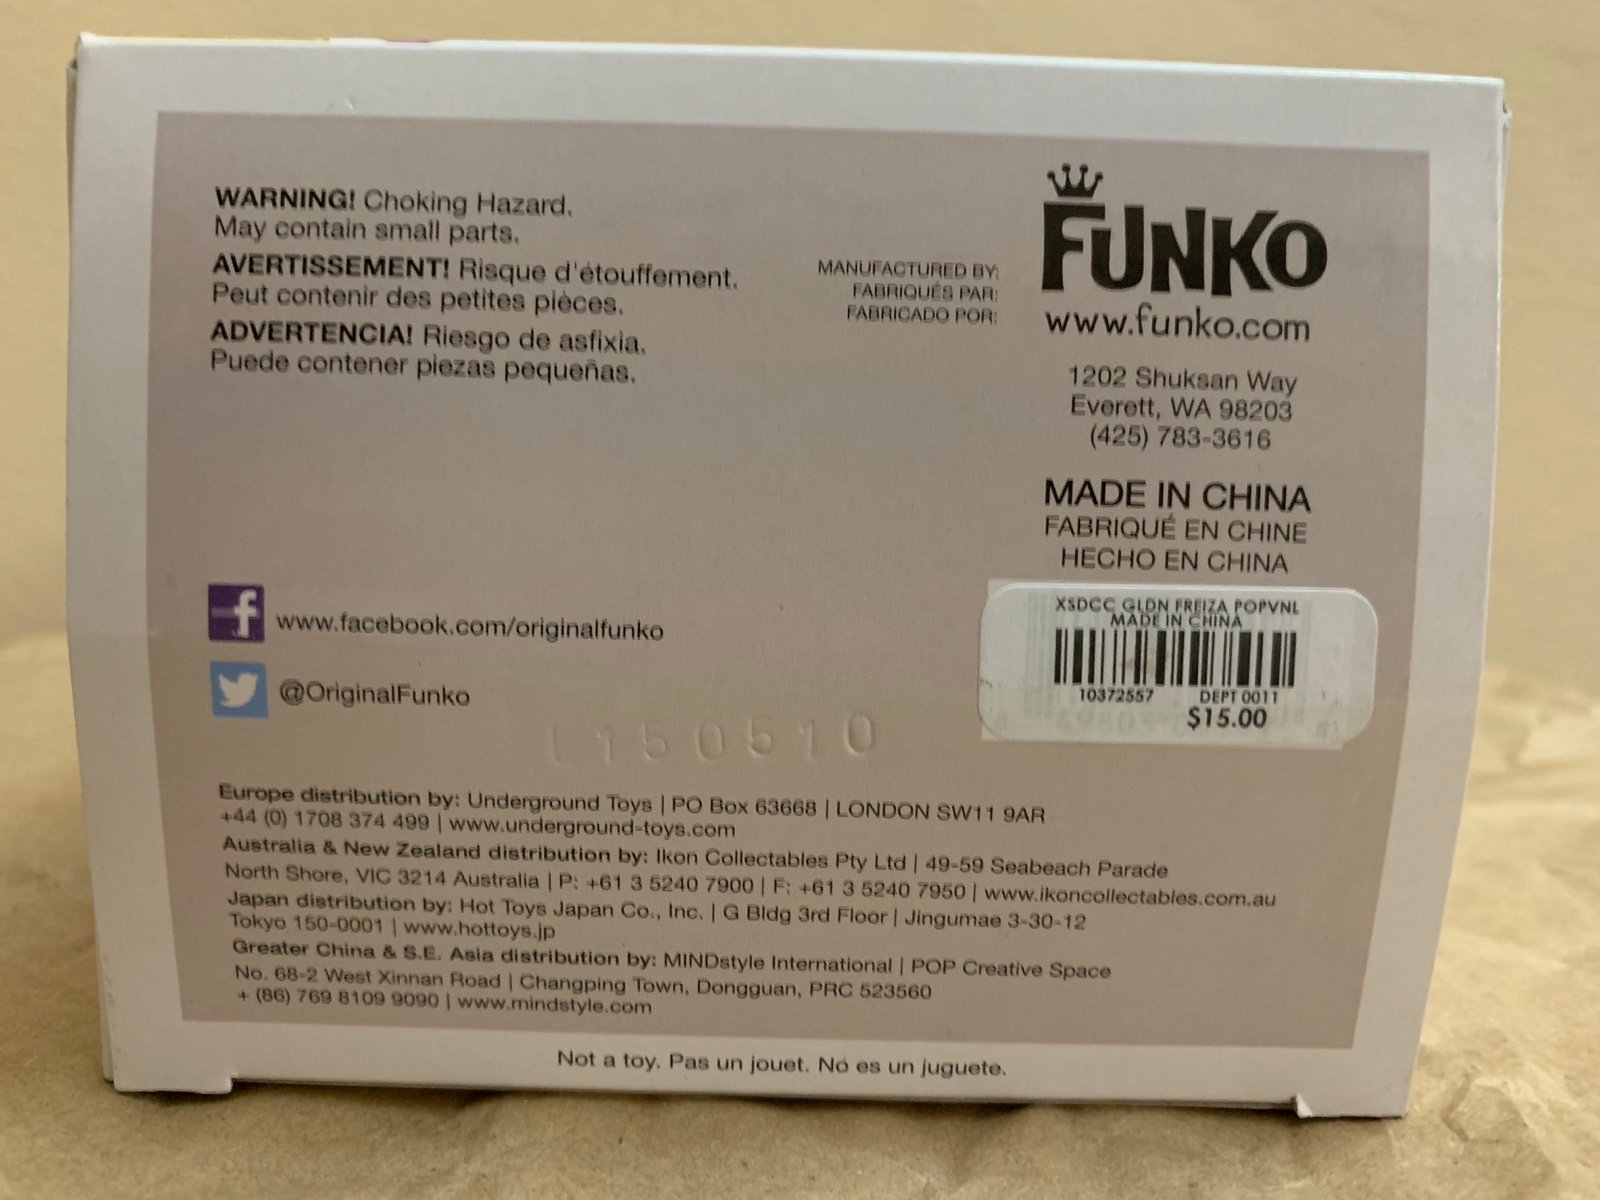 WARNING! Choking Hazard.
May contain small parts.
AVERTISSEMENT! Risque d'étouffement.
Peut contenir des petites pièces.
ADVERTENCIA! Riesgo de asfixia.
Puede contener piezas pequeñas.
MANUFACTURED BY:
FABRIQUÉS PAR:
FABRICADO POR:
FUNKO
www.funko.com
1202 Shuksan Way
Everett, WA 98203
(425) 783-3616
MADE IN CHINA
FABRIQUÉ EN CHINE
HECHO EN CHINA
XSDCC GLDN FREIZA POPVNL
MADE IN CHINA
10372557 DEPT 0011
$15.00
f www.facebook.com/originalfunko
@OriginalFunko
L150510
Europe distribution by: Underground Toys | PO Box 63668 | LONDON SW11 9AR
+44 (0) 1708 374 499 | www.underground-toys.com
Australia & New Zealand distribution by: Ikon Collectables Pty Ltd | 49-59 Seabeach Parade
North Shore, VIC 3214 Australia | P: +61 3 5240 7900 | F: +61 3 5240 7950 | www.ikoncollectables.com.au
Japan distribution by: Hot Toys Japan Co., Inc. | G Bldg 3rd Floor | Jingumae 3-30-12
Tokyo 150-0001 | www.hottoys.jp
Greater China & S.E. Asia distribution by: MINDstyle International | POP Creative Space
No. 68-2 West Xinnan Road | Changping Town, Dongguan, PRC 523560
+ (86) 769 8109 9090 | www.mindstyle.com
Not a toy. Pas un jouet. No es un juguete.